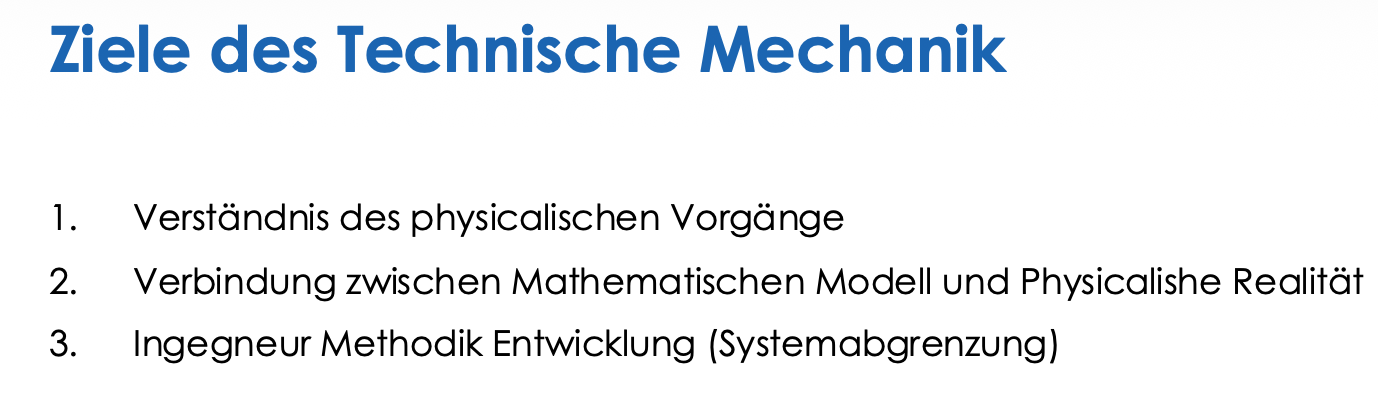 Ziele des Technische Mechanik
1. Verständnis des physicalischen Vorgänge
2. Verbindung zwischen Mathematischen Modell und Physicalishe Realität
3. Ingegneur Methodik Entwicklung (Systemabgrenzung)